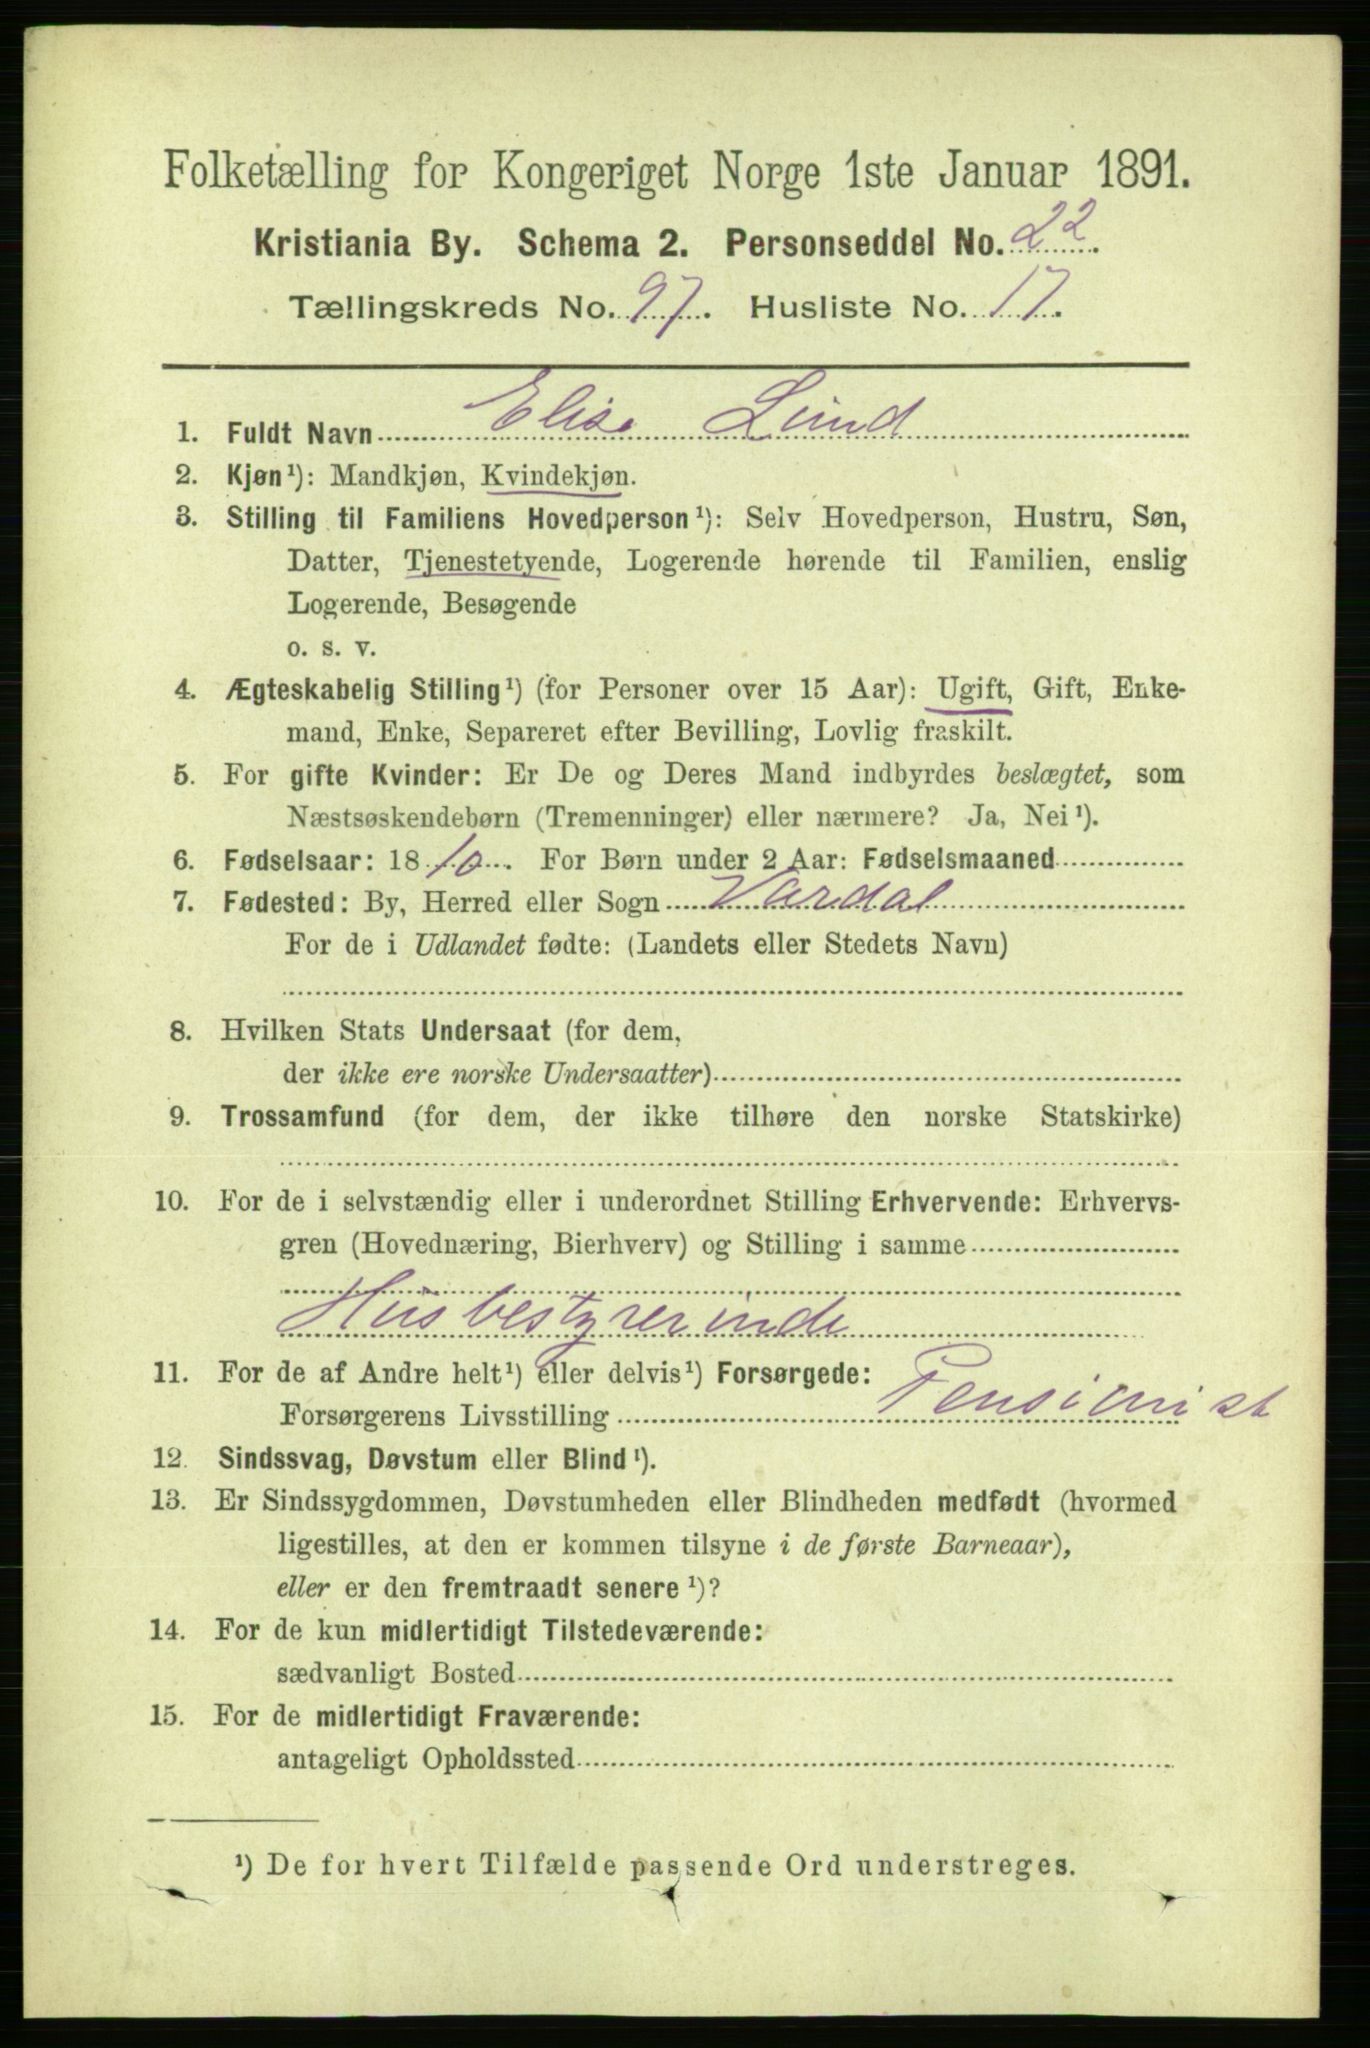 Folketælling for Kongeriget Norge 1ste Januar 1891.
Kristiania By. Schema 2. Personseddel No. 22.
Tællingskreds No. 97. Husliste No. 17.
1. Fuldt Navn Elise Lund
2. Kjøn¹): Mandkjøn, Kvindekjøn.
3. Stilling til Familiens Hovedperson¹): Selv Hovedperson, Hustru, Søn,
Datter, Tjenestetyende, Logerende hørende til Familien, enslig
Logerende, Besøgende
o. s. v.
4. Ægteskabelig Stilling¹) (for Personer over 15 Aar): Ugift, Gift, Enke-
mand, Enke, Separeret efter Bevilling, Lovlig fraskilt.
5. For gifte Kvinder: Er De og Deres Mand indbyrdes beslægtet, som
Næstsøskendebørn (Tremenninger) eller nærmere? Ja, Nei¹).
6. Fødselsaar: 1810. For Børn under 2 Aar: Fødselsmaaned
7. Fødested: By, Herred eller Sogn Vardal
For de i Udlandet fødte: (Landets eller Stedets Navn)
8. Hvilken Stats Undersaat (for dem,
der ikke ere norske Undersaatter)
9. Trossamfund (for dem, der ikke tilhøre den norske Statskirke)
10. For de i selvstændig eller i underordnet Stilling Erhvervende: Erhvervs-
gren (Hovednæring, Bierhverv) og Stilling i samme
Husbestyrerinde
11. For de af Andre helt¹) eller delvis¹) Forsørgede:
Forsørgerens Livsstilling Pensionist
12. Sindssvag, Døvstum eller Blind¹).
13. Er Sindssygdommen, Døvstumheden eller Blindheden medfødt (hvormed
ligestilles, at den er kommen tilsyne i de første Barneaar),
eller er den fremtraadt senere¹)?
14. For de kun midlertidigt Tilstedeværende:
sædvanligt Bosted
15. For de midlertidigt Fraværende:
antageligt Opholdssted
¹) De for hvert Tilfælde passende Ord understreges.